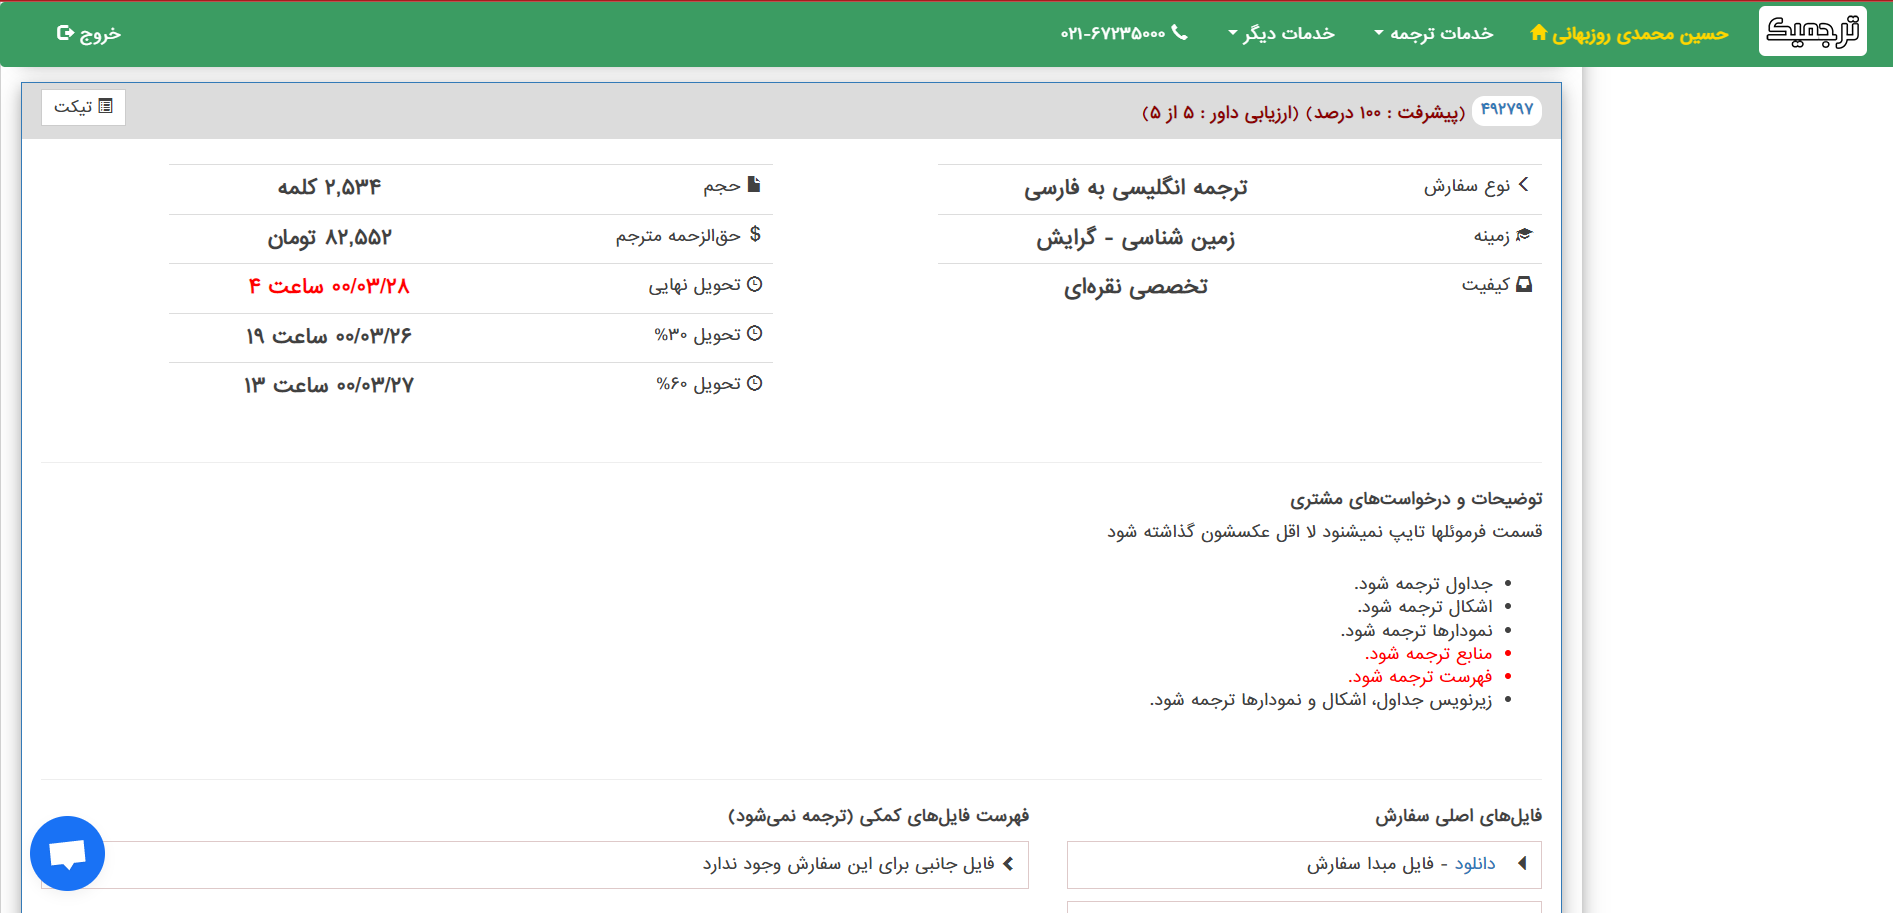 ترجمیک
حسین محمدی روزبهانی
خدمات ترجمه
خدمات دیگر
۰۲۱-۶۷۲۳۵۰۰۰
خروج
۴۹۲۷۹۷ (پیشرفت : ۱۰۰ درصد) (ارزیابی داور : ۵ از ۵)
تیکت
نوع سفارش ترجمه انگلیسی به فارسی
زمینه زمین شناسی - گرایش
کیفیت تخصصی نقره‌ای
حجم ۲,۵۳۴ کلمه
حق‌الزحمه مترجم ۸۲,۵۵۲ تومان
تحویل نهایی ۰۰/۰۳/۲۸ ساعت ۴
تحویل ۳۰% ۰۰/۰۳/۲۶ ساعت ۱۹
تحویل ۶۰% ۰۰/۰۳/۲۷ ساعت ۱۳
توضیحات و درخواست‌های مشتری
قسمت فرموئلها تایپ نمیشنود لا اقل عکسشون گذاشته شود
جداول ترجمه شود.
اشکال ترجمه شود.
نمودارها ترجمه شود.
منابع ترجمه شود.
فهرست ترجمه شود.
زیرنویس جداول، اشکال و نمودارها ترجمه شود.
فایل‌های اصلی سفارش
دانلود - فایل مبدا سفارش
فهرست فایل‌های کمکی (ترجمه نمی‌شود)
فایل جانبی برای این سفارش وجود ندارد